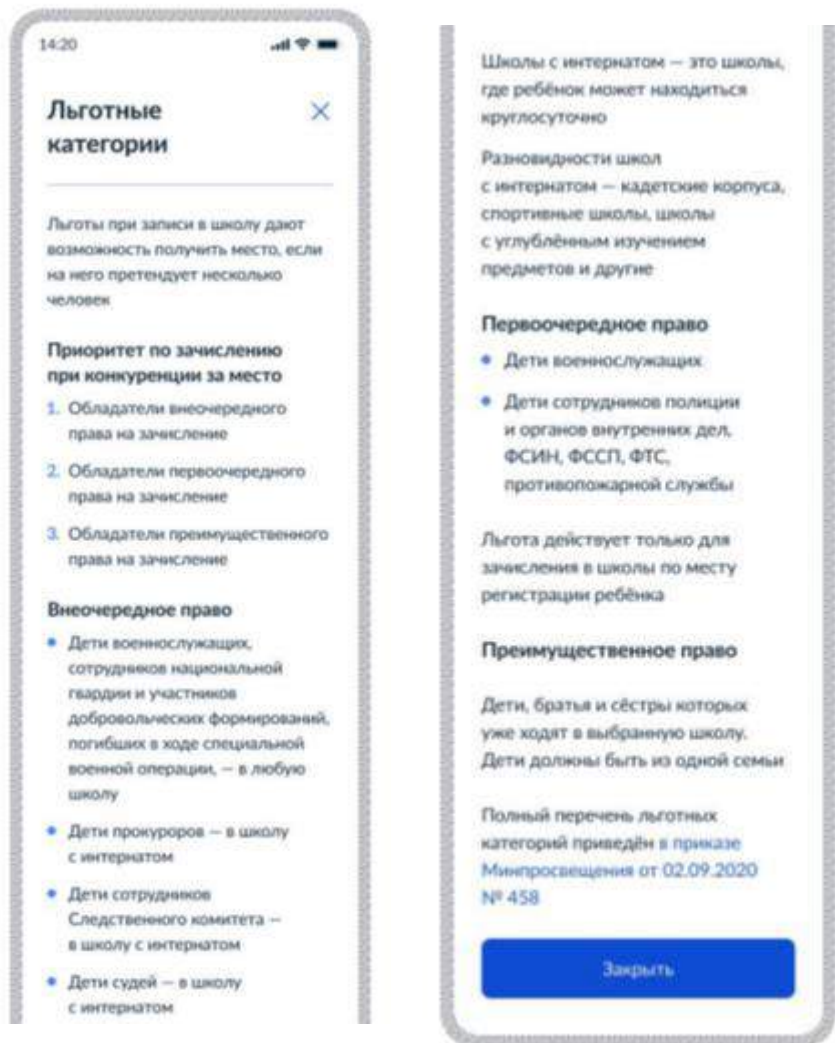 14:20
Льготные
категории
Льготы при записи в школу дают
возможность получить место, если
на него претендует несколько
человек
Приоритет по зачислению
при конкуренции за место
1. Обладатели внеочередного
права на зачисление
2. Обладатели первоочередного
права на зачисление
3. Обладатели преимущественного
права на зачисление
Внеочередное право
• Дети военнослужащих,
сотрудников национальной
гвардии и участников
добровольческих формирований,
погибших в ходе специальной
военной операции, — в любую
школу
• Дети прокуроров — в школу
с интернатом
• Дети сотрудников
Следственного комитета —
в школу с интернатом
• Дети судей — в школу
с интернатом
Школы с интернатом — это школы,
где ребёнок может находиться
круглосуточно
Разновидности школ
с интернатом — кадетские корпуса,
спортивные школы, школы
с углублённым изучением
предметов и другие
Первоочередное право
• Дети военнослужащих
• Дети сотрудников полиции
и органов внутренних дел,
ФСИН, ФССП, ФТС,
противопожарной службы
Льгота действует только для
зачисления в школы по месту
регистрации ребёнка
Преимущественное право
Дети, братья и сёстры которых
уже ходят в выбранную школу.
Дети должны быть из одной семьи
Полный перечень льготных
категорий приведён в приказе
Минпросвещения от 02.09.2020
№ 458
Закрыть